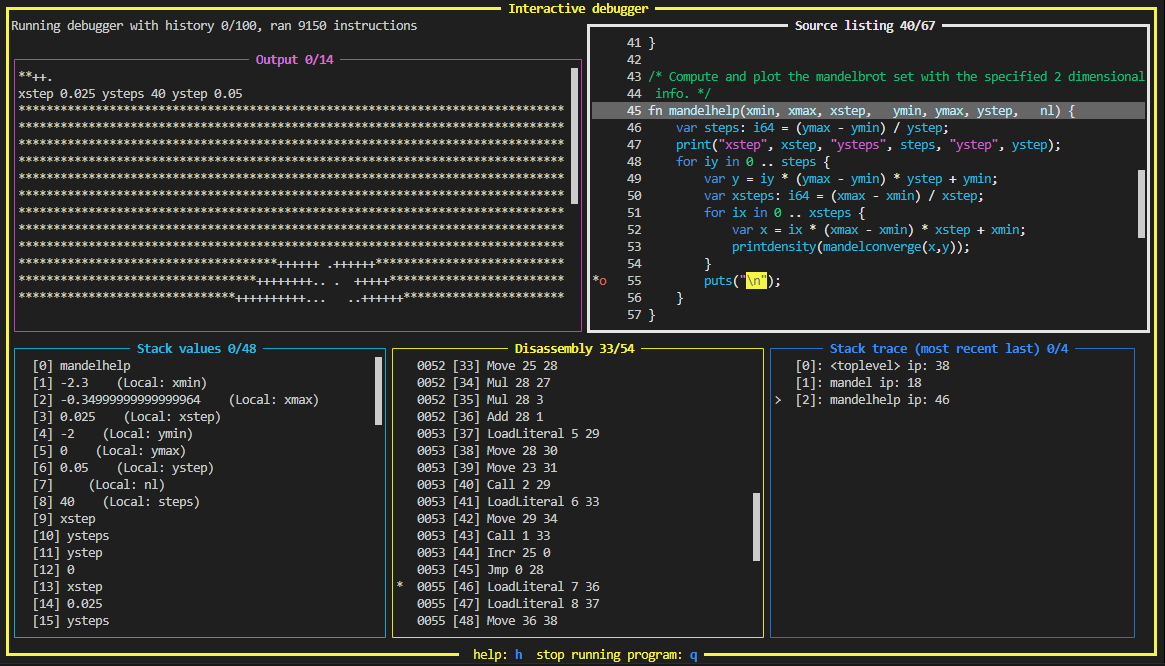 Interactive debugger
Running debugger with history 0/100, ran 9150 instructions
Output 0/14
**++.
xstep 0.025 ysteps 40 ystep 0.05
******************************************************************************
******************************************************************************
******************************************************************************
******************************************************************************
******************************************************************************
******************************************************************************
******************************************************************************
******************************************************************************
******************************************************************************
*************************************++++++ .++++++***************************
**********************************++++++++.. .  +++++*************************
*******************************++++++++++...   ..++++++***********************
Source listing 40/67
41 }
42
43 /* Compute and plot the mandelbrot set with the specified 2 dimensional
44  info. */
45 fn mandelhelp(xmin, xmax, xstep,   ymin, ymax, ystep,   nl) {
46     var steps: i64 = (ymax - ymin) / ystep;
47     print("xstep", xstep, "ysteps", steps, "ystep", ystep);
48     for iy in 0 .. steps {
49         var y = iy * (ymax - ymin) * ystep + ymin;
50         var xsteps: i64 = (xmax - xmin) / xstep;
51         for ix in 0 .. xsteps {
52             var x = ix * (xmax - xmin) * xstep + xmin;
53             printdensity(mandelconverge(x,y));
54         }
*o 55         puts("\n");
56     }
57 }
Stack values 0/48
[0] mandelhelp
[1] -2.3    (Local: xmin)
[2] -0.34999999999999964    (Local: xmax)
[3] 0.025    (Local: xstep)
[4] -2    (Local: ymin)
[5] 0    (Local: ymax)
[6] 0.05    (Local: ystep)
[7]     (Local: nl)
[8] 40    (Local: steps)
[9] xstep
[10] ysteps
[11] ystep
[12] 0
[13] xstep
[14] 0.025
[15] ysteps
Disassembly 33/54
0052 [33] Move 25 28
0052 [34] Mul 28 27
0052 [35] Mul 28 3
0052 [36] Add 28 1
0053 [37] LoadLiteral 5 29
0053 [38] Move 28 30
0053 [39] Move 23 31
0053 [40] Call 2 29
0053 [41] LoadLiteral 6 33
0053 [42] Move 29 34
0053 [43] Call 1 33
0053 [44] Incr 25 0
0053 [45] Jmp 0 28
* 0055 [46] LoadLiteral 7 36
0055 [47] LoadLiteral 8 37
0055 [48] Move 36 38
Stack trace (most recent last) 0/4
[0]: <toplevel> ip: 38
[1]: mandel ip: 18
> [2]: mandelhelp ip: 46
help: h  stop running program: q